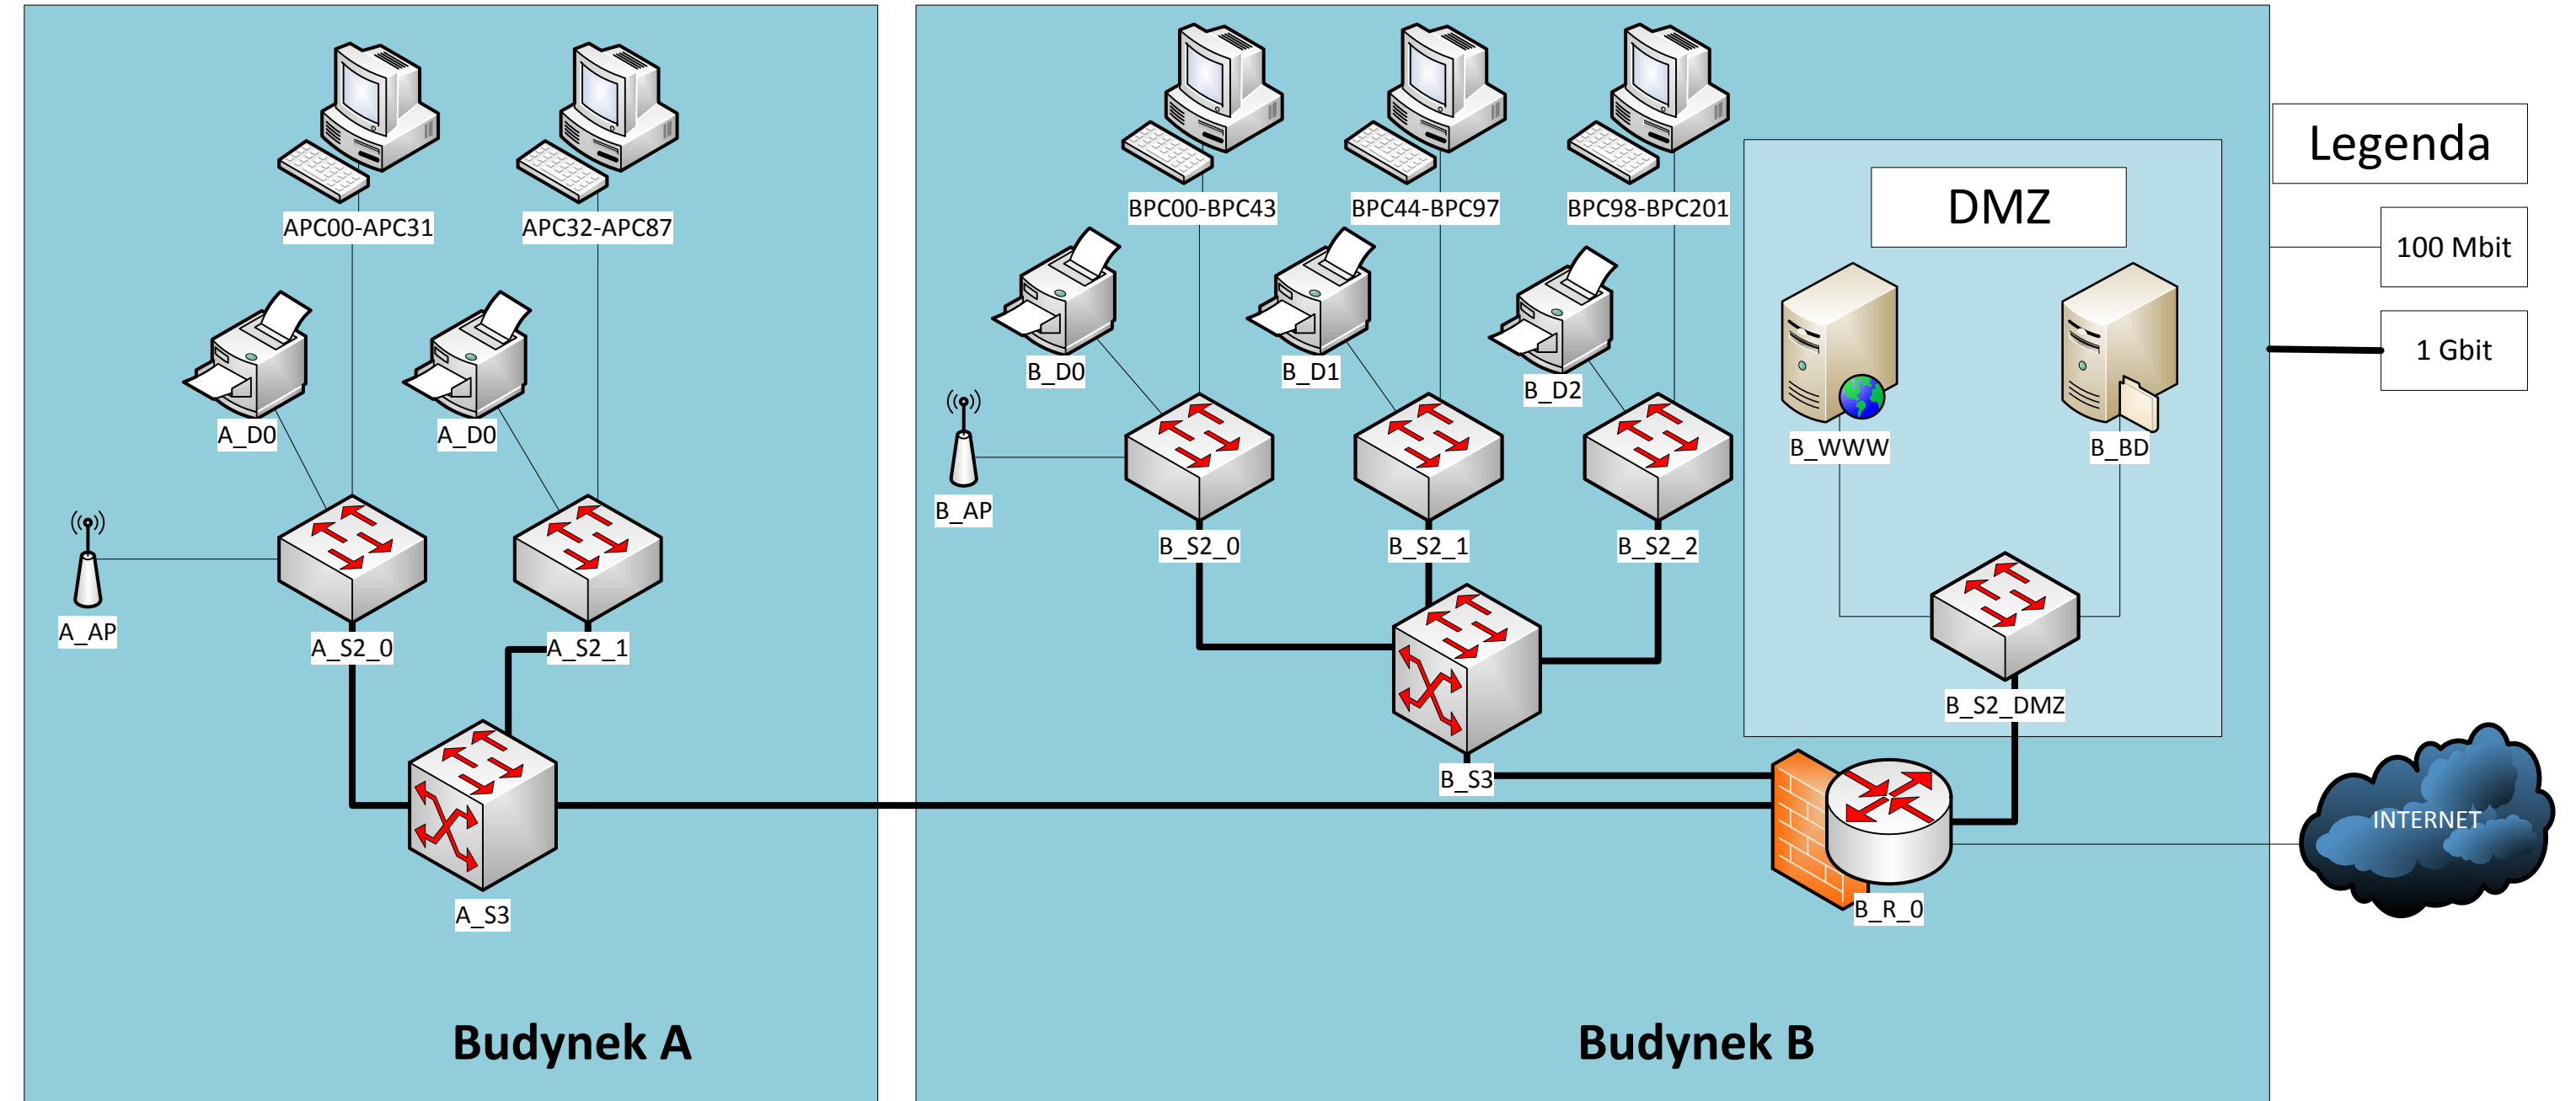 APC00-APC31
APC32-APC87
A_D0
A_D0
A_AP
A_S2_0
A_S2_1
A_S3
Budynek A
BPC00-BPC43
BPC44-BPC97
BPC98-BPC201
B_D0
B_D1
B_D2
B_AP
B_S2_0
B_S2_1
B_S2_2
B_S3
DMZ
B_WWW
B_BD
B_S2_DMZ
B_R_0
Budynek B
Legenda
100 Mbit
1 Gbit
INTERNET